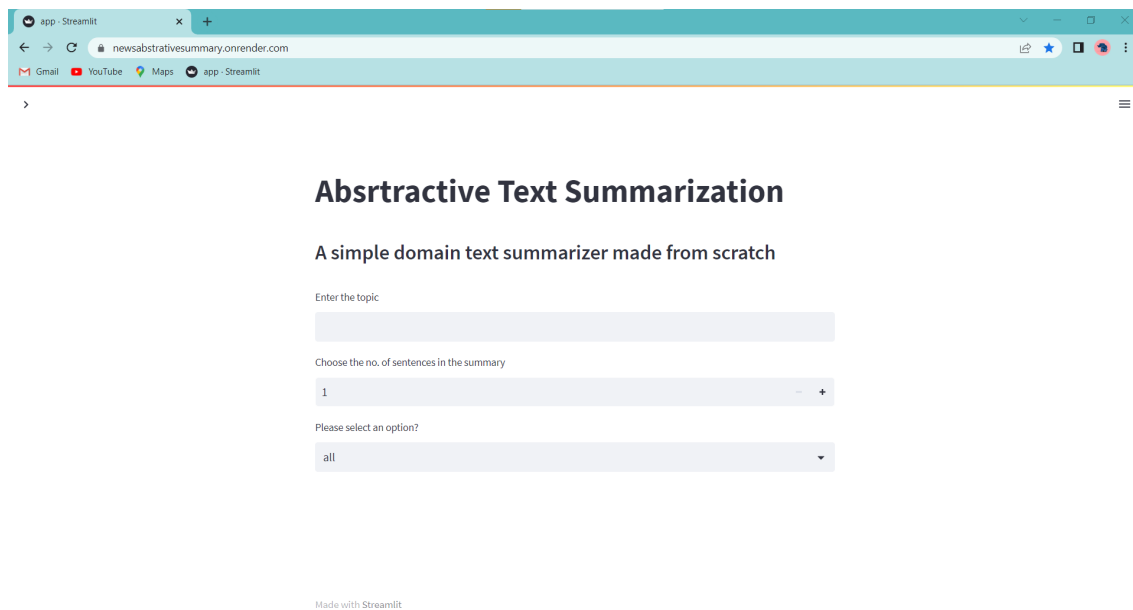 app · Streamlit
newsabstrativesummary.onrender.com
Gmail YouTube Maps app · Streamlit
Absrtractive Text Summarization
A simple domain text summarizer made from scratch
Enter the topic
Choose the no. of sentences in the summary
1
Please select an option?
all
Made with Streamlit